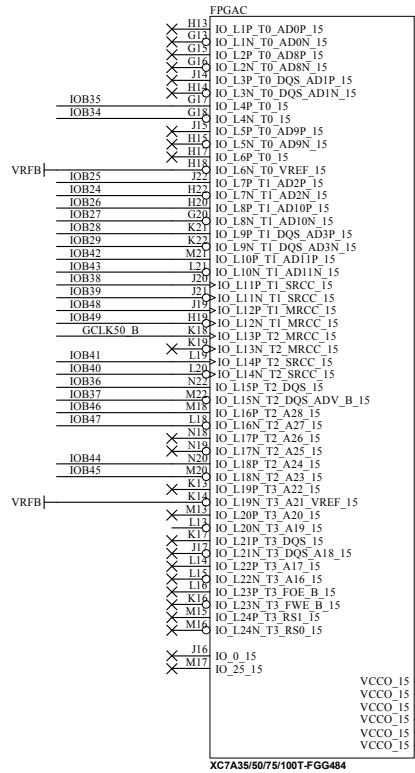 FPGAC
H13 IO_L1P_T0_AD0P_15
G13 IO_L1N_T0_AD0N_15
G15 IO_L2P_T0_AD8P_15
G16 IO_L2N_T0_AD8N_15
J14 IO_L3P_T0_DQS_AD1P_15
H14 IO_L3N_T0_DQS_AD1N_15
IOB35 G17 IO_L4P_T0_15
IOB34 G18 IO_L4N_T0_15
J15 IO_L5P_T0_AD9P_15
H15 IO_L5N_T0_AD9N_15
H17 IO_L6P_T0_15
VRFB H18 IO_L6N_T0_VREF_15
IOB25 J22 IO_L7P_T1_AD2P_15
IOB24 H22 IO_L7N_T1_AD2N_15
IOB26 H20 IO_L8P_T1_AD10P_15
IOB27 G20 IO_L8N_T1_AD10N_15
IOB28 K21 IO_L9P_T1_DQS_AD3P_15
IOB29 K22 IO_L9N_T1_DQS_AD3N_15
IOB42 M21 IO_L10P_T1_AD11P_15
IOB43 L21 IO_L10N_T1_AD11N_15
IOB38 J20 IO_L11P_T1_SRCC_15
IOB39 J21 IO_L11N_T1_SRCC_15
IOB48 J19 IO_L12P_T1_MRCC_15
IOB49 H19 IO_L12N_T1_MRCC_15
GCLK50_B K18 IO_L13P_T2_MRCC_15
K19 IO_L13N_T2_MRCC_15
IOB41 L19 IO_L14P_T2_SRCC_15
IOB40 L20 IO_L14N_T2_SRCC_15
IOB36 N22 IO_L15P_T2_DQS_15
IOB37 M22 IO_L15N_T2_DQS_ADV_B_15
IOB46 M18 IO_L16P_T2_A28_15
IOB47 L18 IO_L16N_T2_A27_15
N18 IO_L17P_T2_A26_15
N19 IO_L17N_T2_A25_15
IOB44 N20 IO_L18P_T2_A24_15
IOB45 M20 IO_L18N_T2_A23_15
K13 IO_L19P_T3_A22_15
VRFB K14 IO_L19N_T3_A21_VREF_15
M13 IO_L20P_T3_A20_15
L13 IO_L20N_T3_A19_15
K17 IO_L21P_T3_DQS_15
J17 IO_L21N_T3_DQS_A18_15
L14 IO_L22P_T3_A17_15
L15 IO_L22N_T3_A16_15
L16 IO_L23P_T3_FOE_B_15
K16 IO_L23N_T3_FWE_B_15
M15 IO_L24P_T3_RS1_15
M16 IO_L24N_T3_RS0_15
J16 IO_0_15
M17 IO_25_15
VCCO_15
VCCO_15
VCCO_15
VCCO_15
VCCO_15
VCCO_15
XC7A35/50/75/100T-FGG484